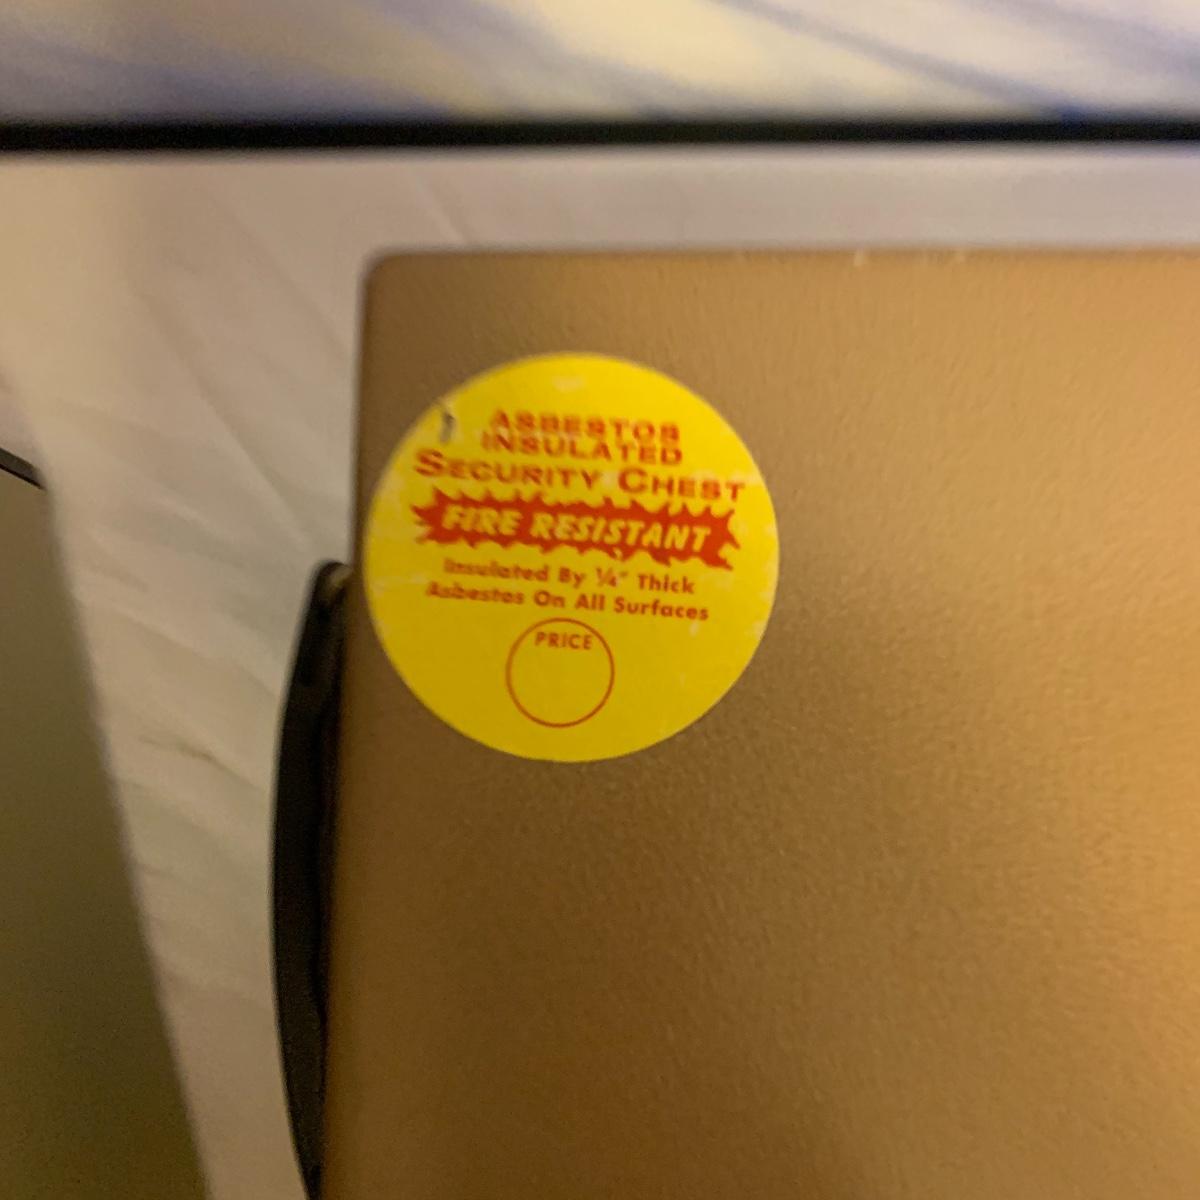 ASBESTOS
INSULATED
SECURITY CHEST
FIRE RESISTANT
Insulated By ¼" Thick
Asbestos On All Surfaces
PRICE